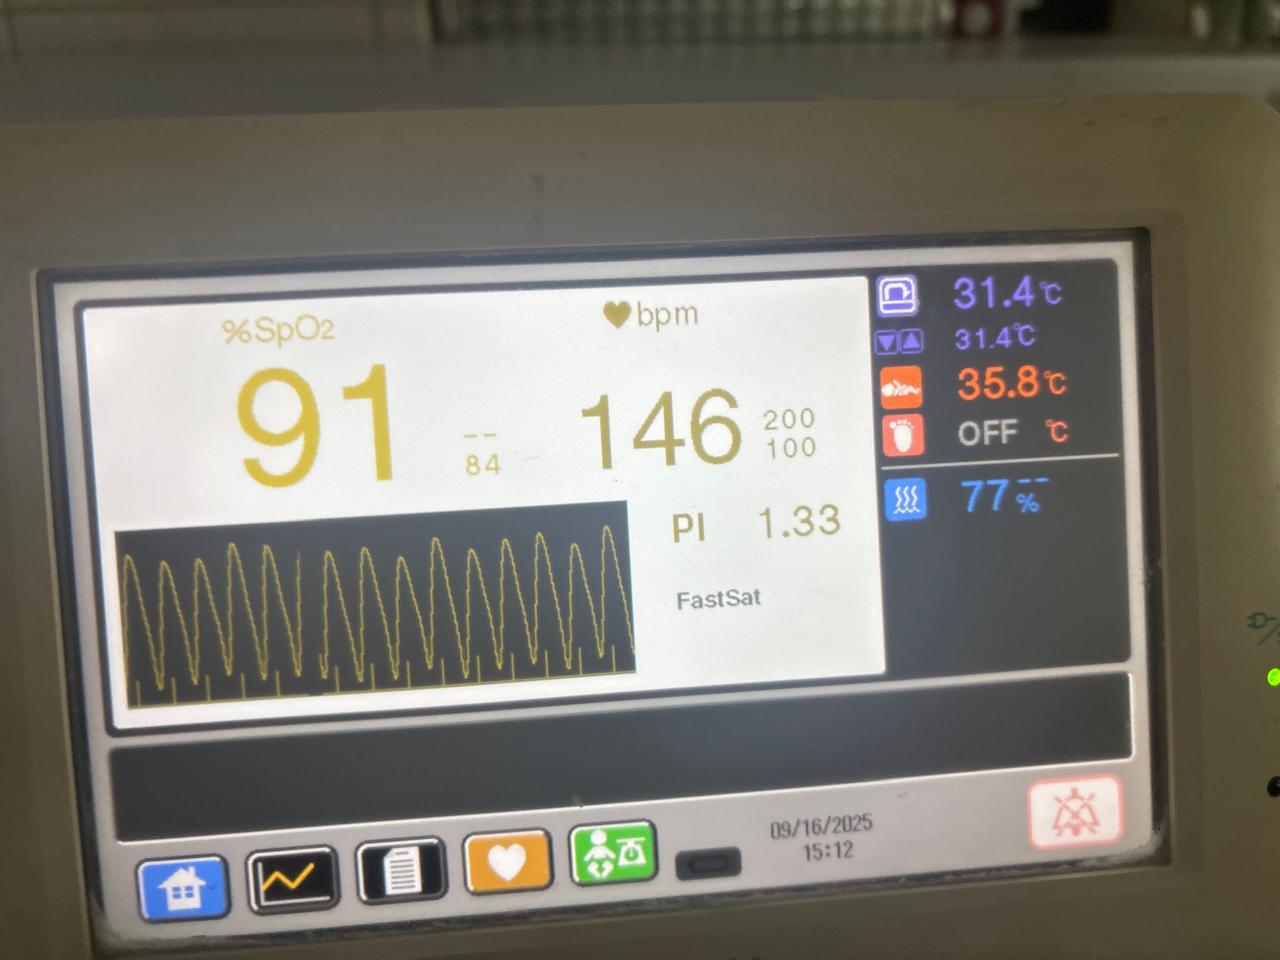 %SpO2
91
--
84
bpm
146
200
100
PI 1.33
FastSat
31.4℃
31.4℃
35.8℃
OFF ℃
77 % --
09/16/2025
15:12